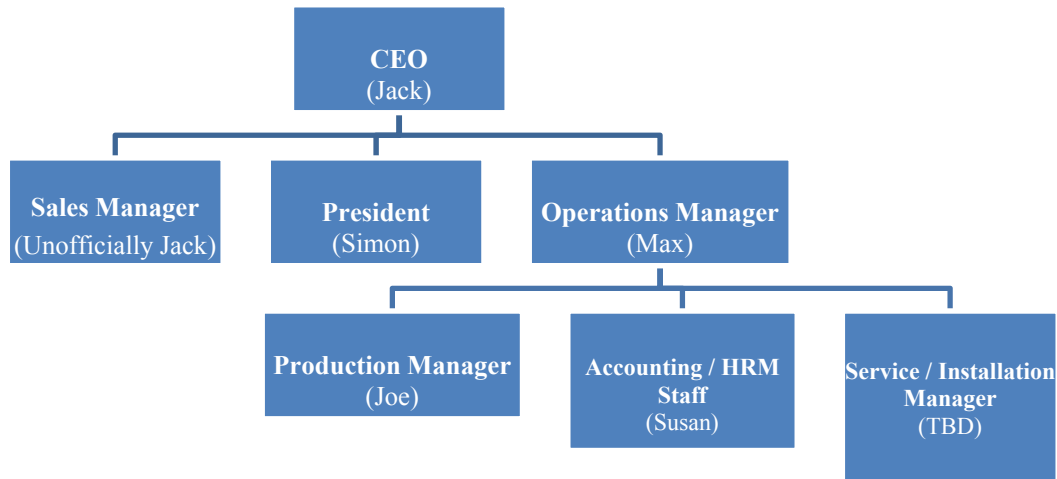 CEO
(Jack)
Sales Manager
(Unofficially Jack)
President
(Simon)
Operations Manager
(Max)
Production Manager
(Joe)
Accounting / HRM
Staff
(Susan)
Service / Installation
Manager
(TBD)